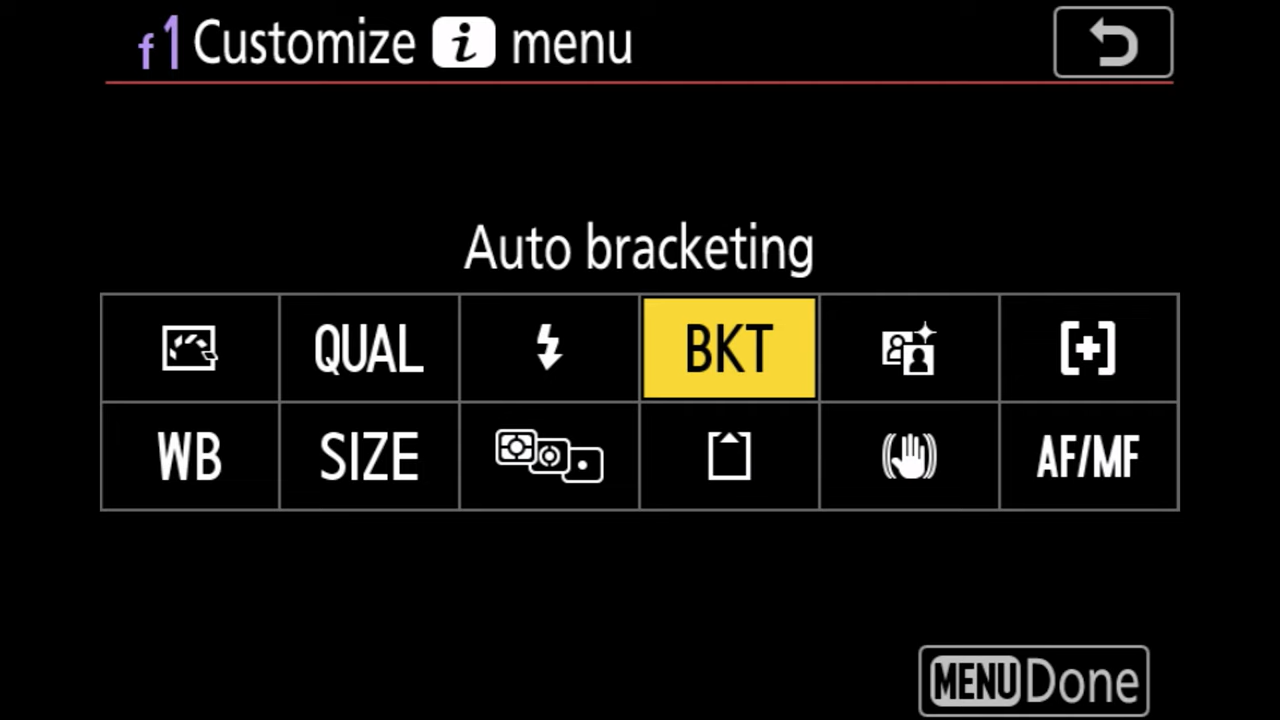 f1 Customize i menu
Auto bracketing
QUAL BKT
WB SIZE AF/MF
MENU Done